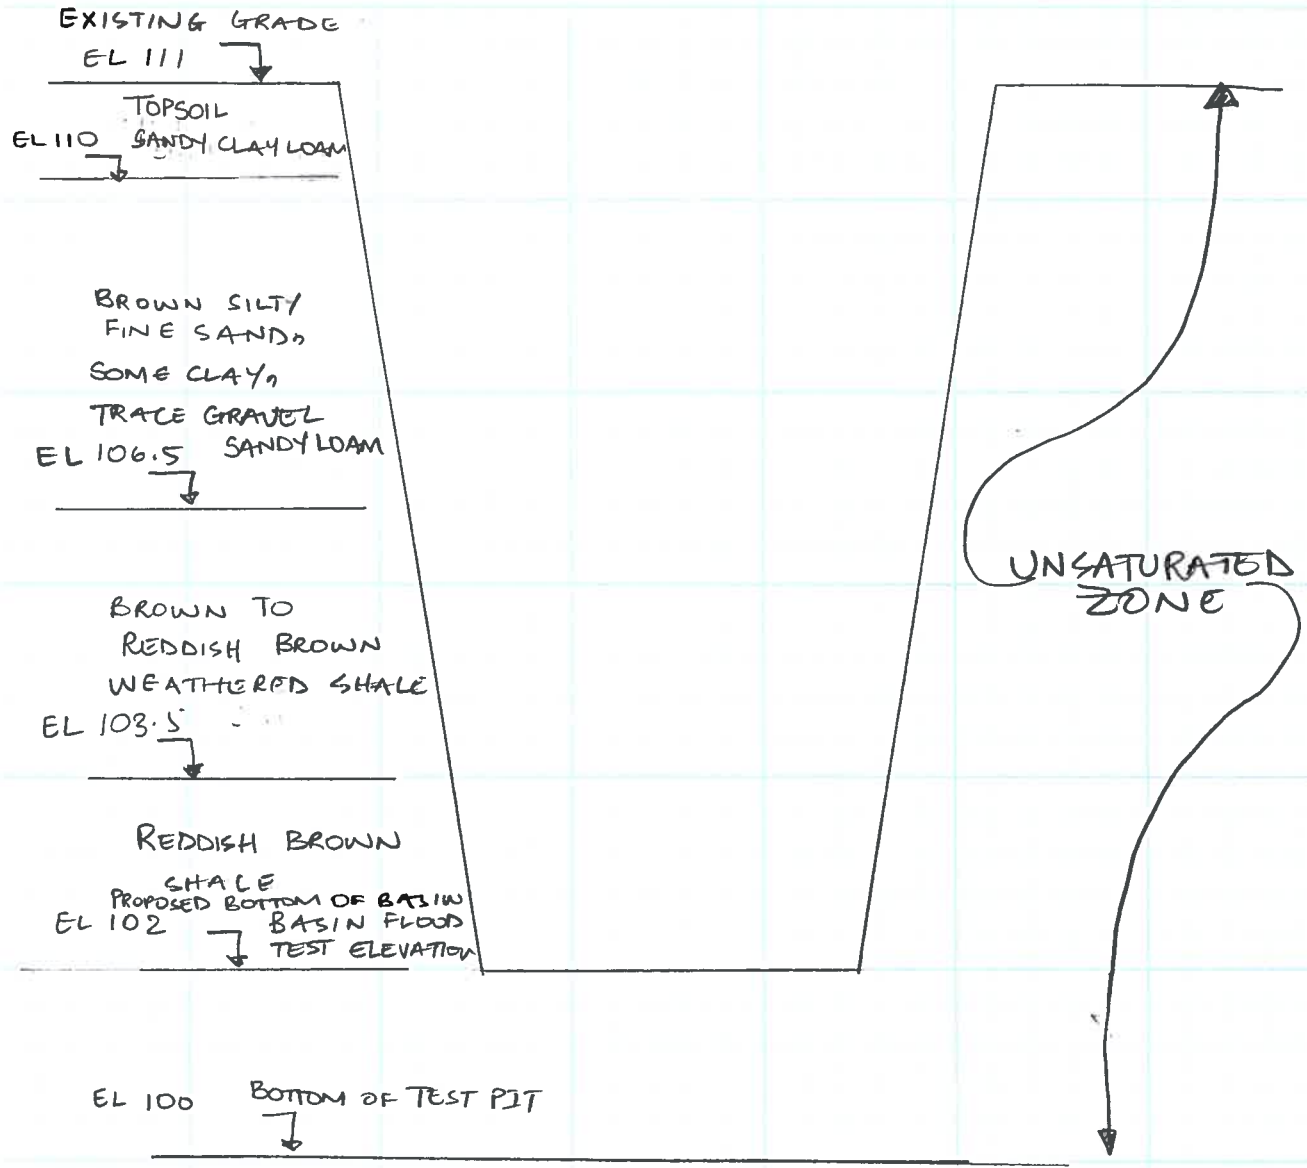 EXISTING GRADE
EL 111
TOPSOIL
EL 110 SANDY CLAY LOAM
BROWN SILTY
FINE SAND,
SOME CLAY,
TRACE GRAVEL
EL 106.5 SANDY LOAM
UNSATURATED
ZONE
BROWN TO
REDDISH BROWN
WEATHERED SHALE
EL 103.5
REDDISH BROWN
SHALE
PROPOSED BOTTOM OF BASIN
EL 102 BASIN FLOOD
TEST ELEVATION
EL 100 BOTTOM OF TEST PIT